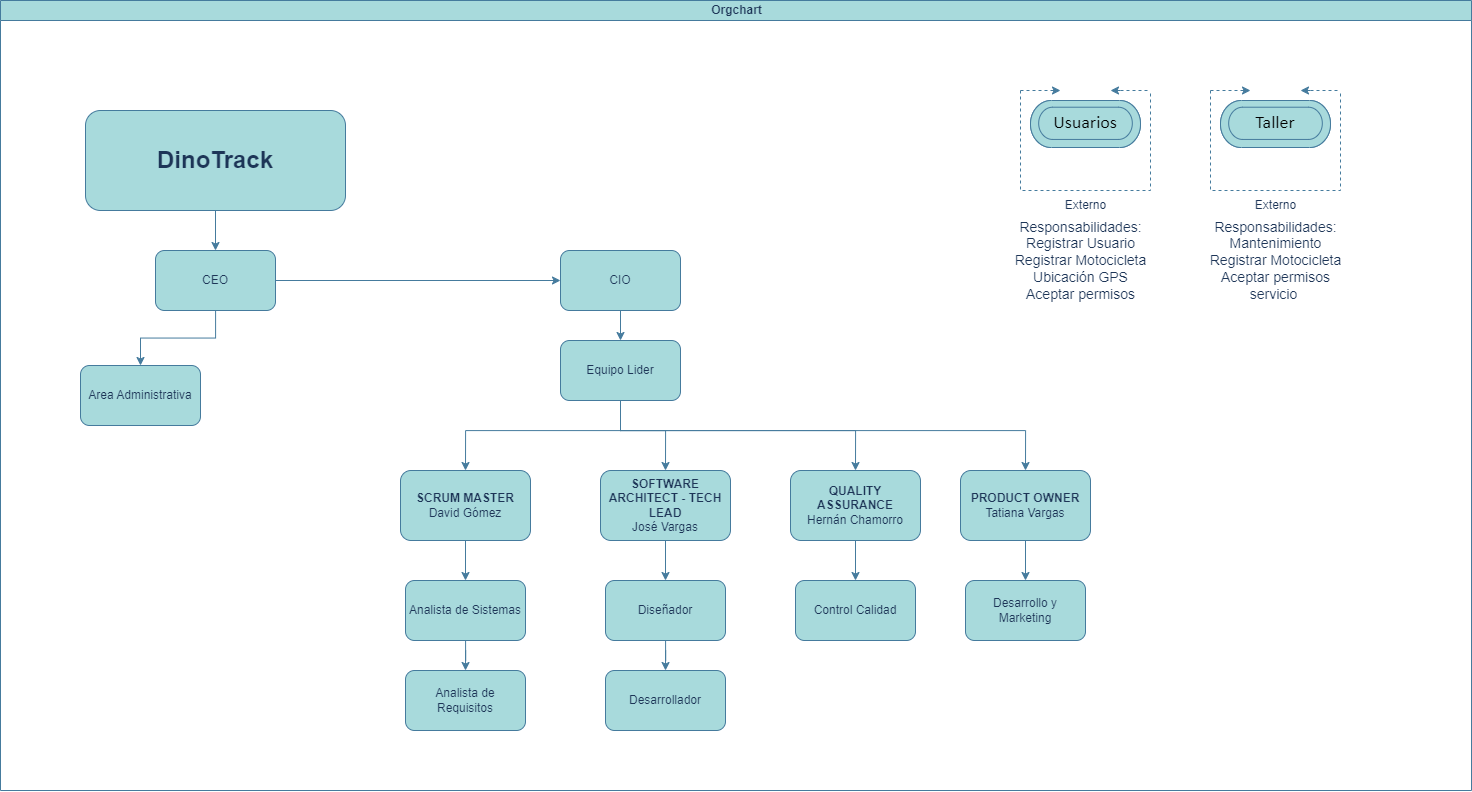 Orgchart
DinoTrack
CEO
CIO
Area Administrativa
Equipo Lider
SCRUM MASTER
David Gómez
SOFTWARE
ARCHITECT - TECH
LEAD
José Vargas
QUALITY
ASSURANCE
Hernán Chamorro
PRODUCT OWNER
Tatiana Vargas
Analista de Sistemas
Diseñador
Control Calidad
Desarrollo y
Marketing
Analista de
Requisitos
Desarrollador
Usuarios
Externo
Responsabilidades:
Registrar Usuario
Registrar Motocicleta
Ubicación GPS
Aceptar permisos
Taller
Externo
Responsabilidades:
Mantenimiento
Registrar Motocicleta
Aceptar permisos
servicio